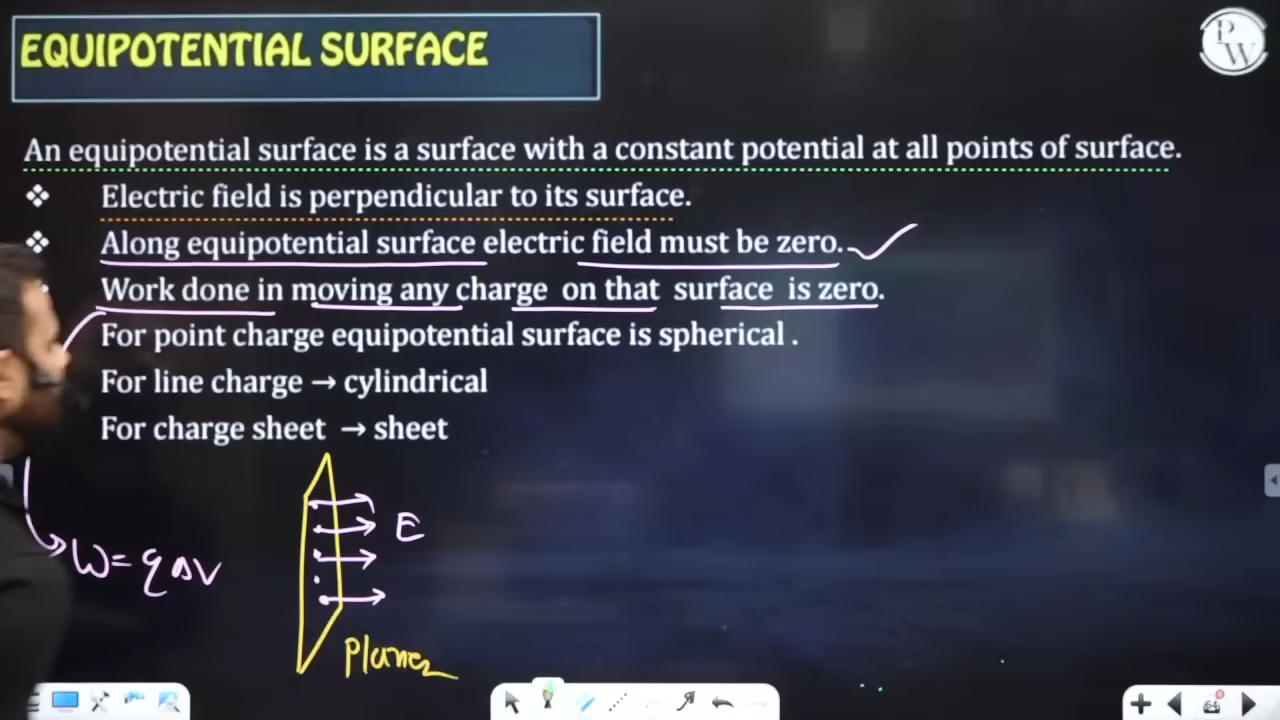 EQUIPOTENTIAL SURFACE
P
W
An equipotential surface is a surface with a constant potential at all points of surface.
❖ Electric field is perpendicular to its surface.
❖ Along equipotential surface electric field must be zero.
Work done in moving any charge on that surface is zero.
For point charge equipotential surface is spherical .
For line charge → cylindrical
For charge sheet → sheet
E
W = qΔV
Planer
64